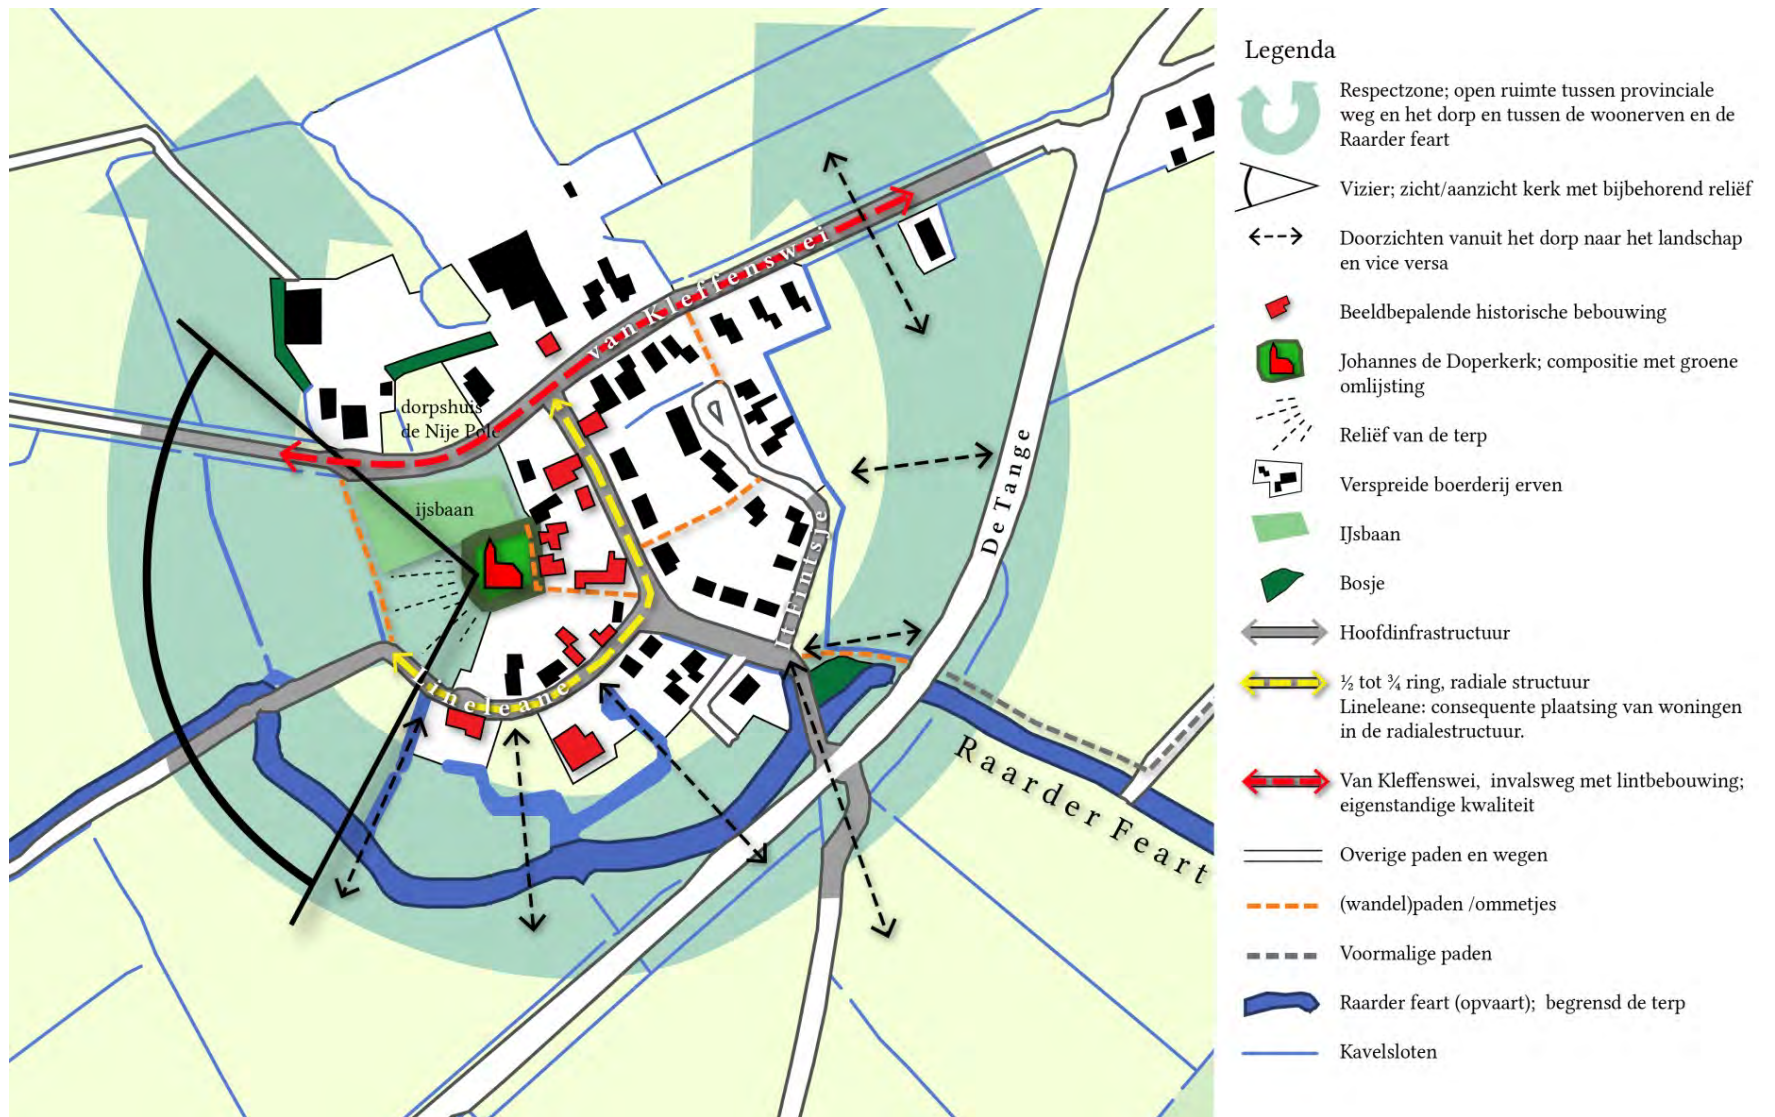 van Kleffenswei
dorpshuis
de Nije Pole
ijsbaan
De Tange
It Fintsje
Lineleane
Raarder Feart
Legenda
Respectzone; open ruimte tussen provinciale
weg en het dorp en tussen de woonerven en de
Raarder feart
Vizier; zicht/aanzicht kerk met bijbehorend reliëf
Doorzichten vanuit het dorp naar het landschap
en vice versa
Beeldbepalende historische bebouwing
Johannes de Doperkerk; compositie met groene
omlijsting
Reliëf van de terp
Verspreide boerderij erven
IJsbaan
Bosje
Hoofdinfrastructuur
½ tot ¾ ring, radiale structuur
Lineleane: consequente plaatsing van woningen
in de radialestructuur.
Van Kleffenswei, invalsweg met lintbebouwing;
eigenstandige kwaliteit
Overige paden en wegen
(wandel)paden /ommetjes
Voormalige paden
Raarder feart (opvaart); begrensd de terp
Kavelsloten